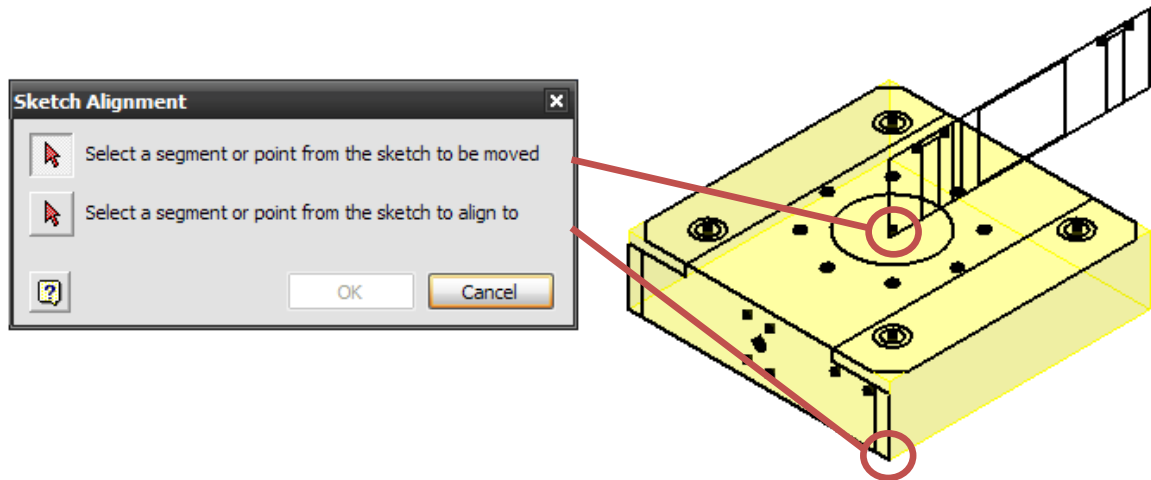 Sketch Alignment
Select a segment or point from the sketch to be moved
Select a segment or point from the sketch to align to
OK
Cancel